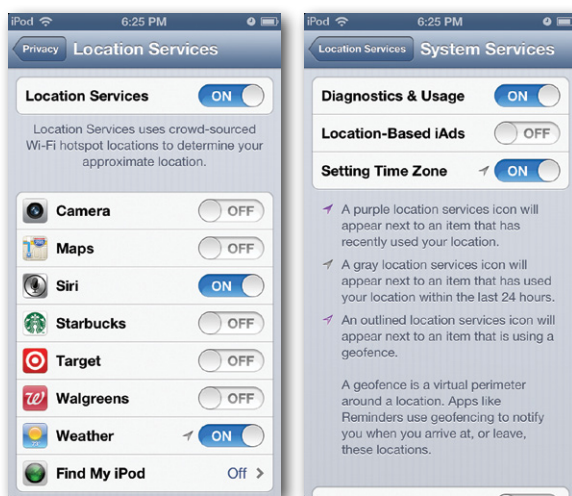 iPod 6:25 PM
Privacy Location Services
Location Services ON
Location Services uses crowd-sourced
Wi-Fi hotspot locations to determine your
approximate location.
Camera OFF
Maps OFF
Siri ON
Starbucks OFF
Target OFF
Walgreens OFF
Weather ON
Find My iPod Off
iPod 6:25 PM
Location Services System Services
Diagnostics & Usage ON
Location-Based iAds OFF
Setting Time Zone ON
A purple location services icon will
appear next to an item that has
recently used your location.
A gray location services icon will
appear next to an item that has used
your location within the last 24 hours.
An outlined location services icon will
appear next to an item that is using a
geofence.
A geofence is a virtual perimeter
around a location. Apps like
Reminders use geofencing to notify
you when you arrive at, or leave,
these locations.